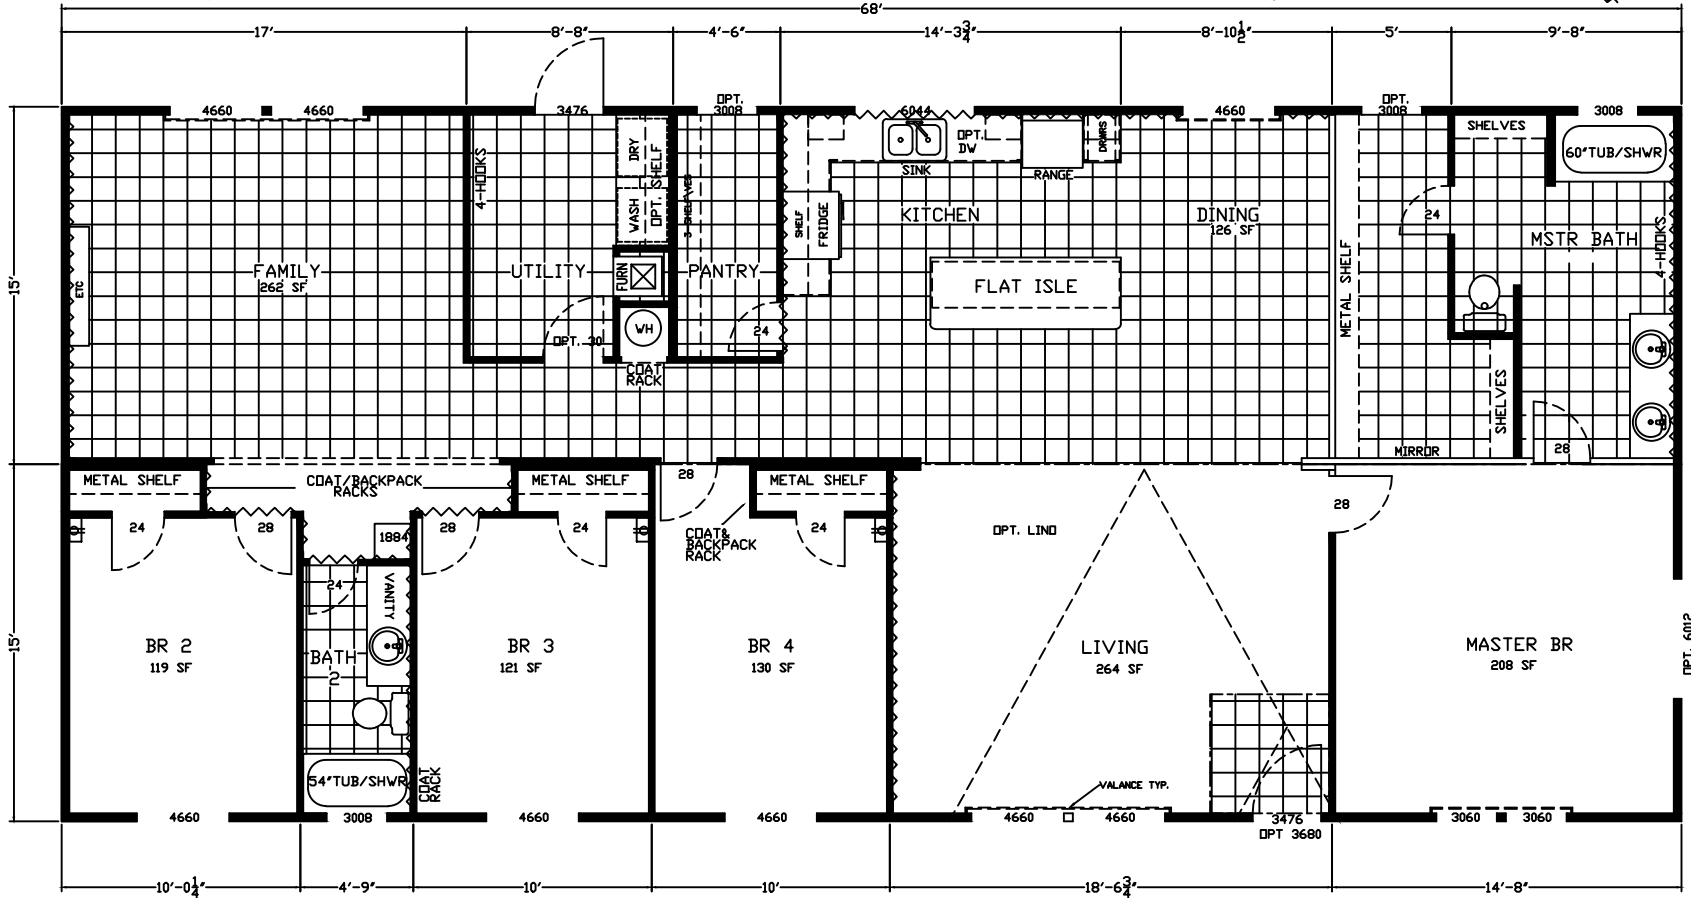 68'
17'
8'-8"
4'-6"
14'-3 3/4"
8'-10 1/2"
5'
9'-8"
4660
4660
3476
OPT.
3008
6044
4660
OPT.
3008
3008
SHELVES
60"TUB/SHWR
4-HOOKS
DRY
WASH
OPT. SHELF
3-SHELVES
OPT.
DW
SINK
RANGE
DRWRS
SHELF
FRIDGE
KITCHEN
DINING
126 SF
24
MSTR BATH
4-HOOKS
15'
ETC
FAMILY
262 SF
UTILITY
FURN
PANTRY
FLAT ISLE
METAL SHELF
WH
24
OPT. 30
COAT
RACK
SHELVES
MIRROR
28
METAL SHELF
COAT/BACKPACK
RACKS
METAL SHELF
28
METAL SHELF
24
28
1884
28
24
COAT&
BACKPACK
RACK
24
OPT. LINO
28
24
VANITY
15'
BR 2
119 SF
BATH
2
BR 3
121 SF
BR 4
130 SF
LIVING
264 SF
MASTER BR
208 SF
OPT. 6012
54"TUB/SHWR
COAT
RACK
VALANCE TYP.
4660
3008
4660
4660
4660
4660
3476
OPT 3680
3060
3060
10'-0 1/4"
4'-9"
10'
10'
18'-6 3/4"
14'-8"